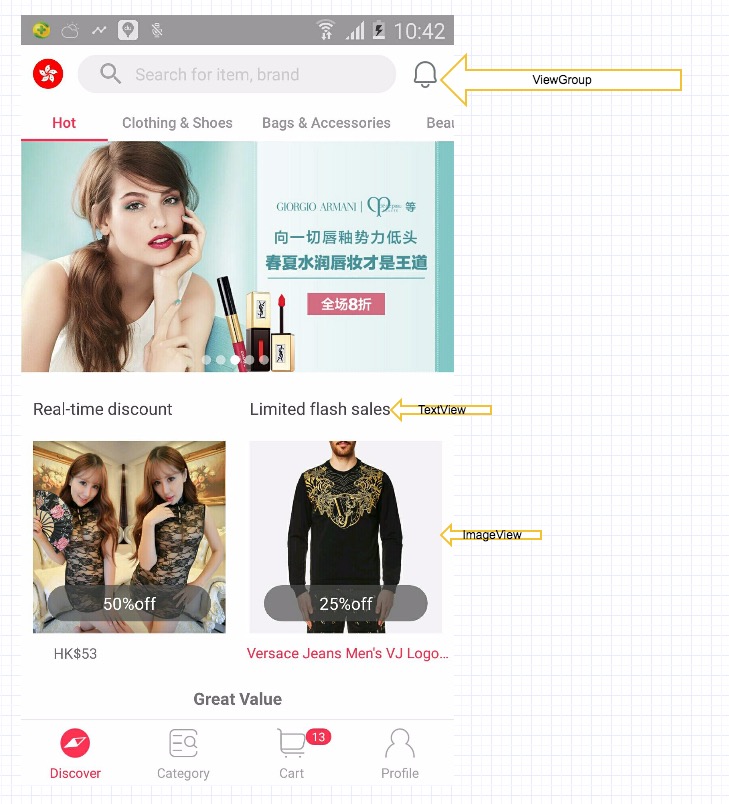 10:42
Search for item, brand
ViewGroup
Hot
Clothing & Shoes
Bags & Accessories
Beau
GIORGIO ARMANI | 等
向一切唇釉势力低头
春夏水润唇妆才是王道
全场8折
Real-time discount
Limited flash sales
TextView
ImageView
50%off
25%off
HK$53
Versace Jeans Men's VJ Logo...
Great Value
13
Discover
Category
Cart
Profile